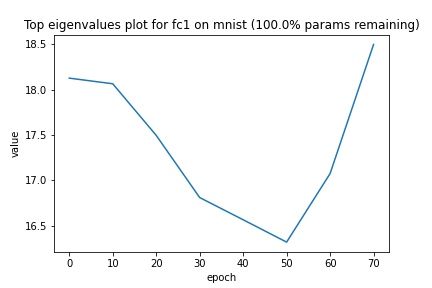 Top eigenvalues plot for fc1 on mnist (100.0% params remaining)
18.5
18.0
17.5
17.0
16.5
value
0 10 20 30 40 50 60 70
epoch